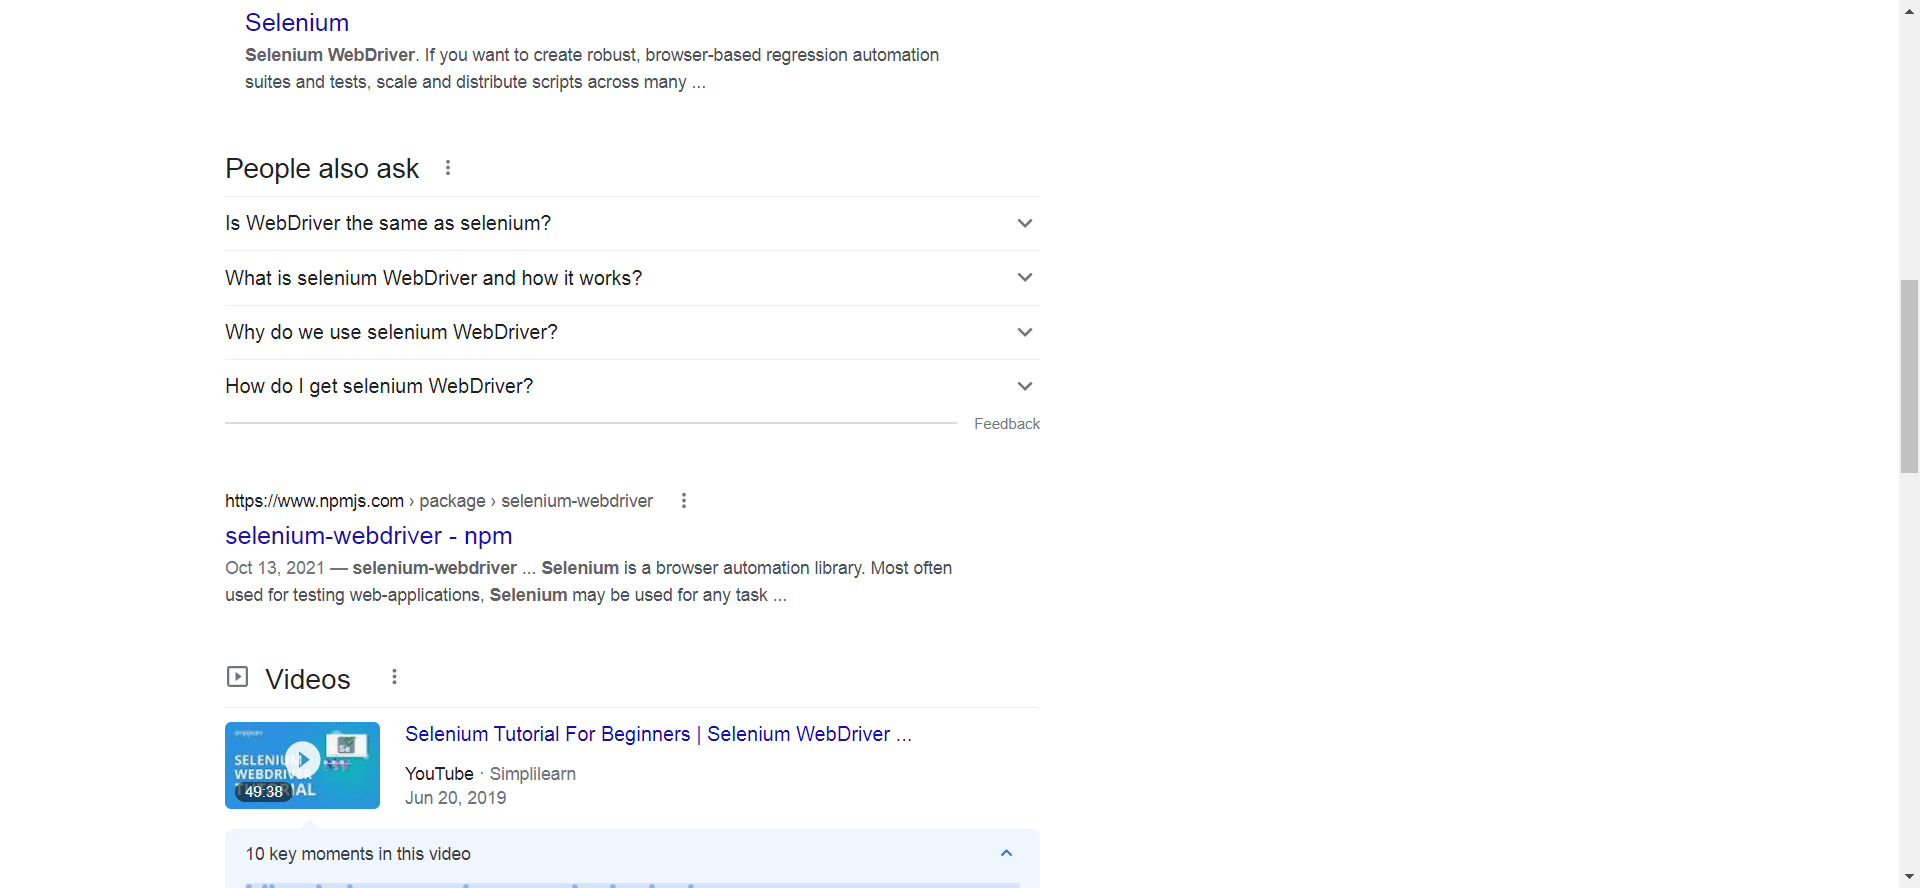 Selenium
Selenium WebDriver. If you want to create robust, browser-based regression automation
suites and tests, scale and distribute scripts across many ...
People also ask
Is WebDriver the same as selenium?
What is selenium WebDriver and how it works?
Why do we use selenium WebDriver?
How do I get selenium WebDriver?
Feedback
https://www.npmjs.com › package › selenium-webdriver
selenium-webdriver - npm
Oct 13, 2021 — selenium-webdriver ... Selenium is a browser automation library. Most often
used for testing web-applications, Selenium may be used for any task ...
Videos
simplilearn
Se
SELENIUM
WEBDRIVER
49:38
Selenium Tutorial For Beginners | Selenium WebDriver ...
YouTube · Simplilearn
Jun 20, 2019
10 key moments in this video